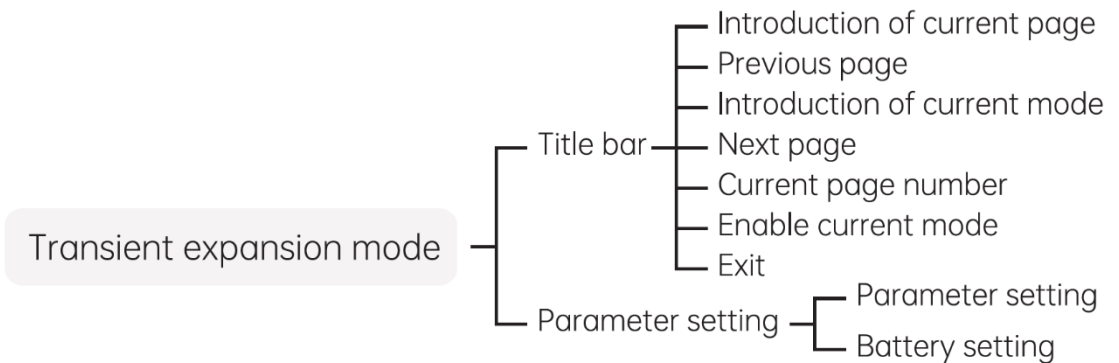 Transient expansion mode
Title bar
Introduction of current page
Previous page
Introduction of current mode
Next page
Current page number
Enable current mode
Exit
Parameter setting
Parameter setting
Battery setting